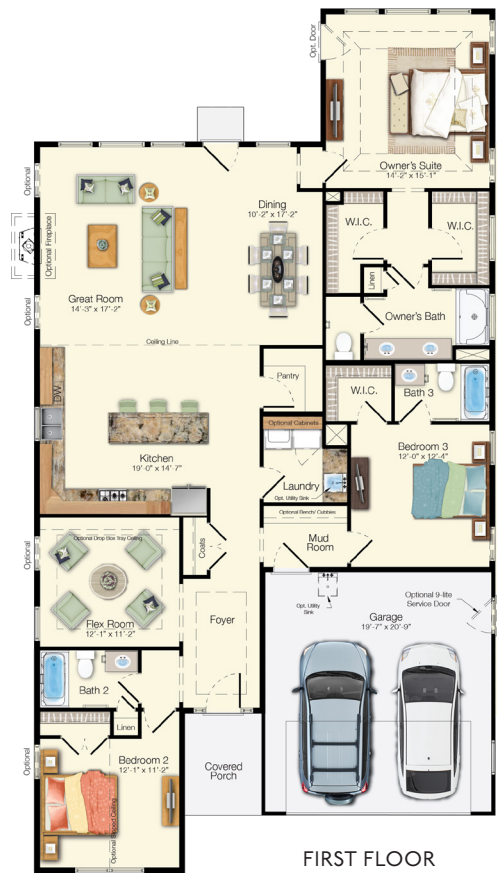 Opt. Door
Owner's Suite
14'-2" x 15'-1"
Optional
Dining
10'-2" x 17'-2"
W.I.C.
W.I.C.
Optional Fireplace
Linen
Great Room
14'-3" x 17'-2"
Optional
Owner's Bath
Ceiling Line
Pantry
W.I.C.
Bath 3
DW
Optional Cabinets
Bedroom 3
12'-0" x 12'-4"
Kitchen
19'-0" x 14'-7"
Laundry
Opt. Utility
Sink
Optional Bench/ Cubbies
Mud
Room
Coats
Optional Drop Box Tray Ceiling
Optional
Flex Room
12'-1" x 11'-2"
Foyer
Opt. Utility
Sink
Optional 9-lite
Service Door
Garage
19'-7" x 20'-9"
Bath 2
Linen
Bedroom 2
12'-1" x 11'-2"
Optional
Covered
Porch
Optional Sloped Ceiling
FIRST FLOOR